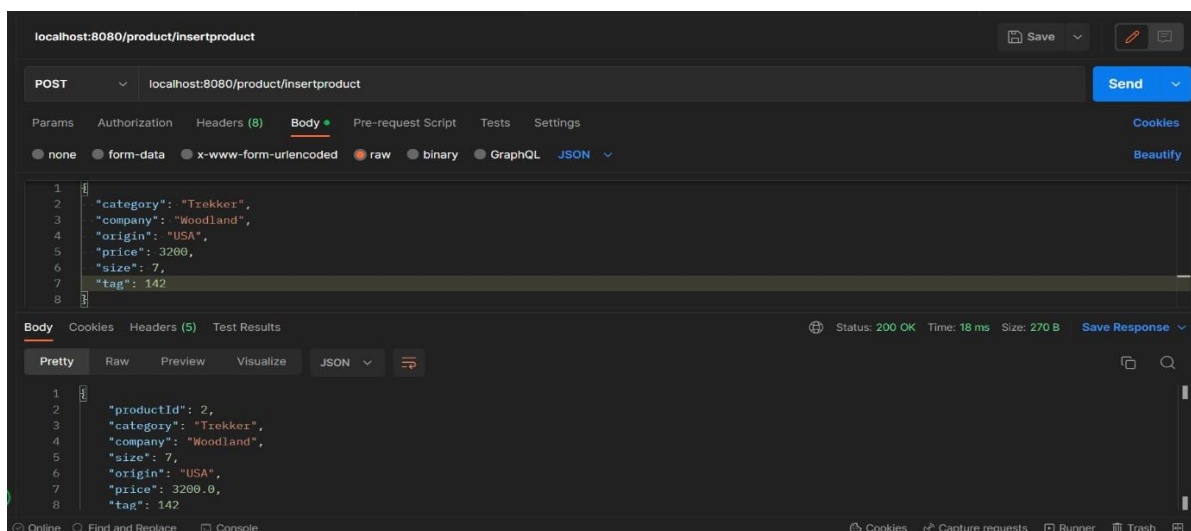 localhost:8080/product/insertproduct
Save
POST localhost:8080/product/insertproduct Send
Params Authorization Headers (8) Body Pre-request Script Tests Settings Cookies
none form-data x-www-form-urlencoded raw binary GraphQL JSON Beautify
1 {
2 "category": "Trekker",
3 "company": "Woodland",
4 "origin": "USA",
5 "price": 3200,
6 "size": 7,
7 "tag": 142
8 }
Body Cookies Headers (5) Test Results Status: 200 OK Time: 18 ms Size: 270 B Save Response
Pretty Raw Preview Visualize JSON
1 {
2 "productId": 2,
3 "category": "Trekker",
4 "company": "Woodland",
5 "size": 7,
6 "origin": "USA",
7 "price": 3200.0,
8 "tag": 142
Online Find and Replace Console Cookies Capture requests Runner Trash